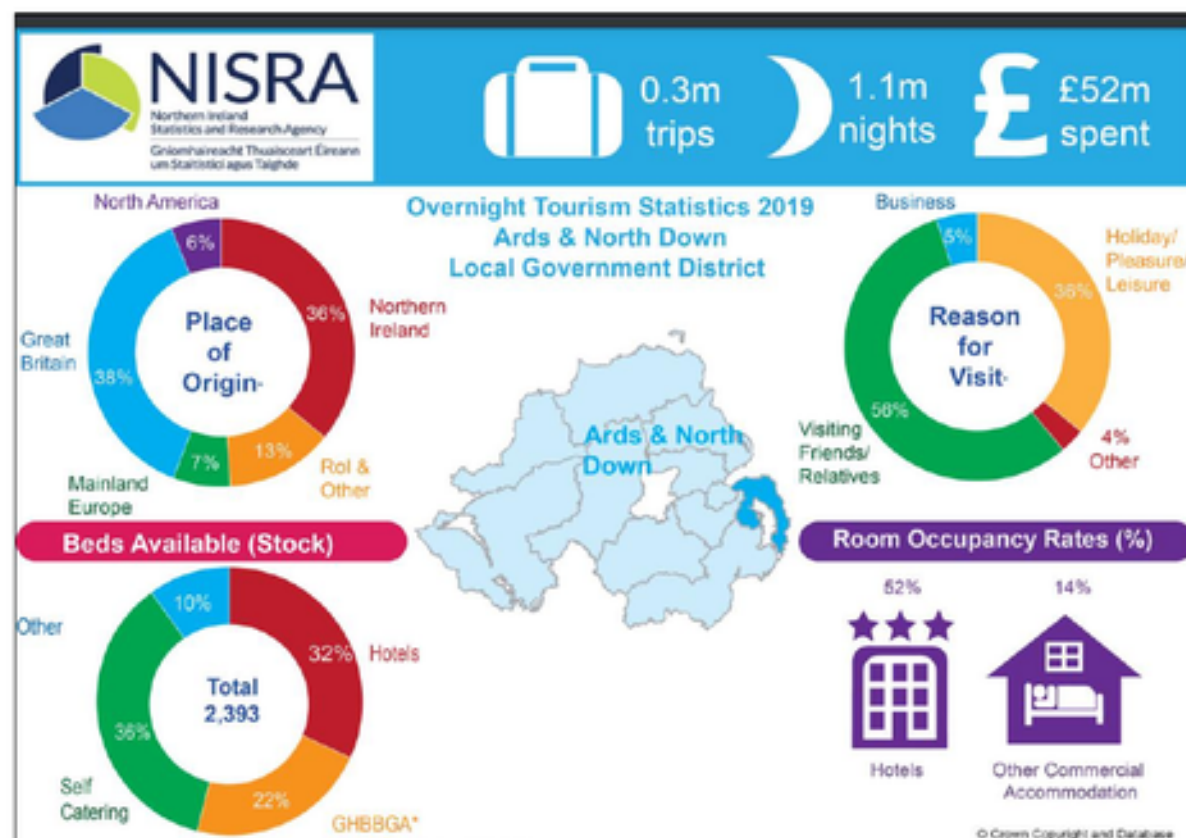 NISRA
Northern Ireland
Statistics and Research Agency
Gníomhaireacht Thuaisceart Éireann
um Staitisticí agus Taighde
0.3m
trips
1.1m
nights
£
£52m
spent
Overnight Tourism Statistics 2019
Ards & North Down
Local Government District
North America
6%
36%
Northern
Ireland
Great
Britain
38%
Place
of
Origin
7%
13%
Mainland
Europe
RoI &
Other
Business
5%
Holiday/
Pleasure/
Leisure
36%
Reason
for
Visit
56%
Visiting
Friends/
Relatives
4%
Other
Ards & North
Down
Beds Available (Stock)
Other
10%
32%
Hotels
Total
2,393
36%
Self
Catering
22%
GHBBGA*
Room Occupancy Rates (%)
52%
14%
Hotels
Other Commercial
Accommodation
© Crown Copyright and Database